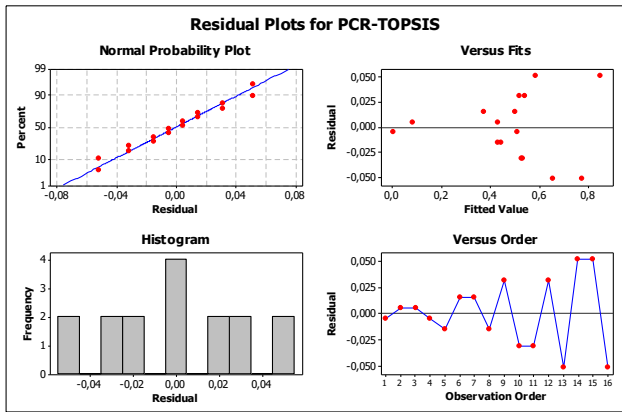 Residual Plots for PCR-TOPSIS
Normal Probability Plot
99
90
50
10
1
Percent
-0,08 -0,04 0,00 0,04 0,08
Residual
Versus Fits
0,050
0,025
0,000
-0,025
-0,050
Residual
0,0 0,2 0,4 0,6 0,8
Fitted Value
Histogram
4
3
2
1
0
Frequency
-0,04 -0,02 0,00 0,02 0,04
Residual
Versus Order
0,050
0,025
0,000
-0,025
-0,050
Residual
1 2 3 4 5 6 7 8 9 10 11 12 13 14 15 16
Observation Order